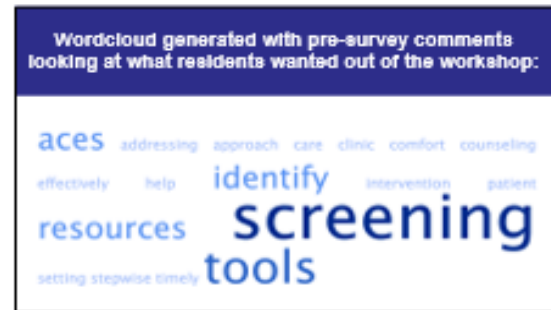 Wordcloud generated with pre-survey comments
looking at what residents wanted out of the workshop:
aces addressing approach care clinic comfort counseling
effectively help identify intervention patient
resources screening
setting stepwise timely tools